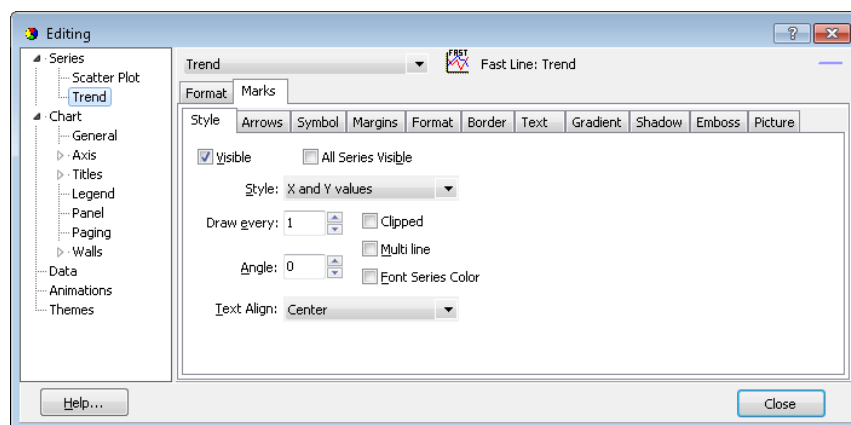 Editing
Series
Scatter Plot
Trend
Chart
General
Axis
Titles
Legend
Panel
Paging
Walls
Data
Animations
Themes
Trend
FAST
Fast Line: Trend
Format Marks
Style Arrows Symbol Margins Format Border Text Gradient Shadow Emboss Picture
Visible All Series Visible
Style: X and Y values
Draw every: 1 Clipped
Multi line
Angle: 0
Font Series Color
Text Align: Center
Help... Close